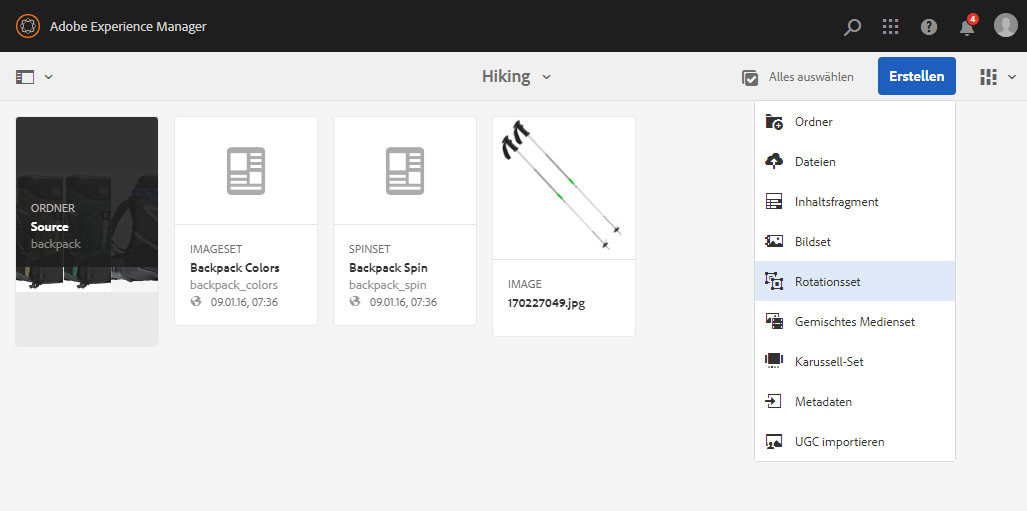 Adobe Experience Manager
4
Hiking
Alles auswählen
Erstellen
ORDNER
Source
backpack
IMAGESET
Backpack Colors
backpack_colors
09.01.16, 07:36
SPINSET
Backpack Spin
backpack_spin
09.01.16, 07:36
IMAGE
170227049.jpg
Ordner
Dateien
Inhaltsfragment
Bildset
Rotationsset
Gemischtes Medienset
Karussell-Set
Metadaten
UGC importieren